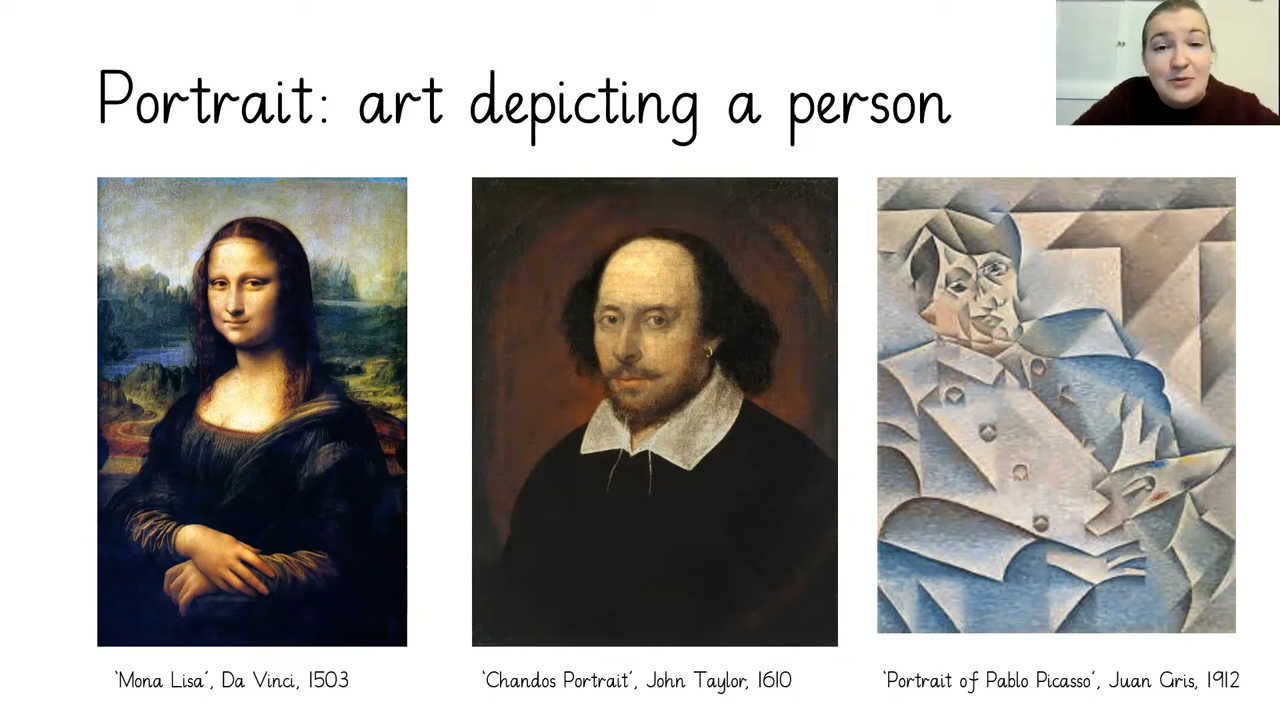 Portrait: art depicting a person
'Mona Lisa', Da Vinci, 1503
'Chandos Portrait', John Taylor, 1610
'Portrait of Pablo Picasso', Juan Gris, 1912